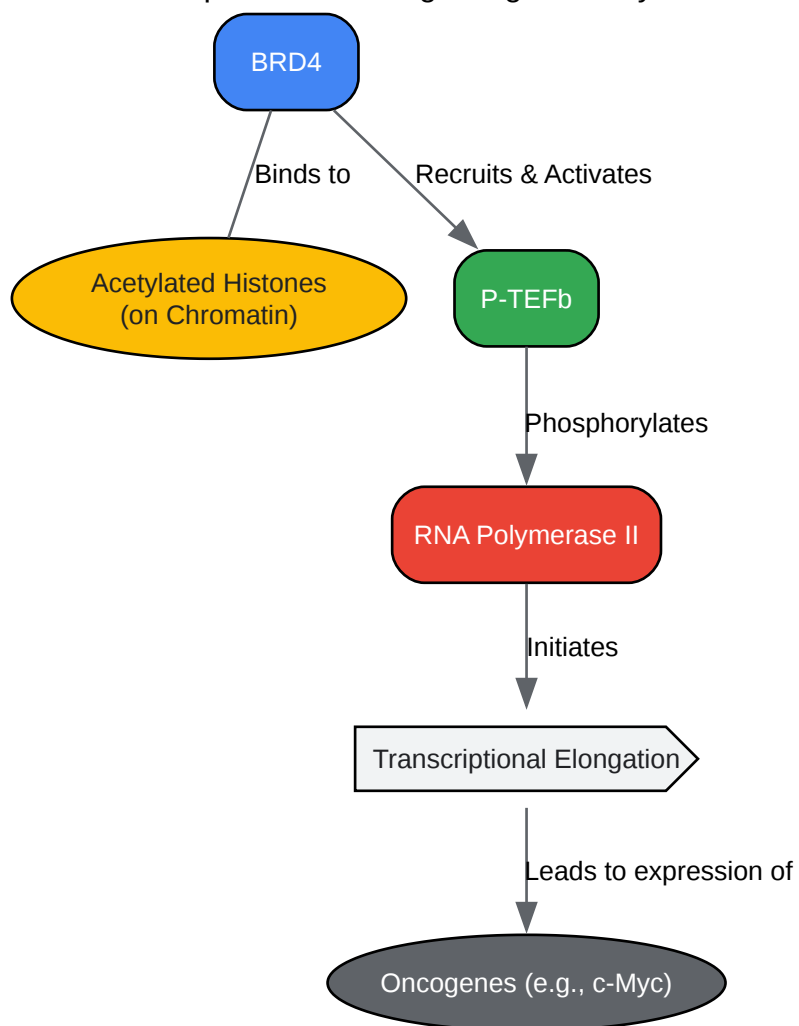 BRD4
Binds to
Recruits & Activates
Acetylated Histones
(on Chromatin)
P-TEFb
Phosphorylates
RNA Polymerase II
Initiates
Transcriptional Elongation
Leads to expression of
Oncogenes (e.g., c-Myc)